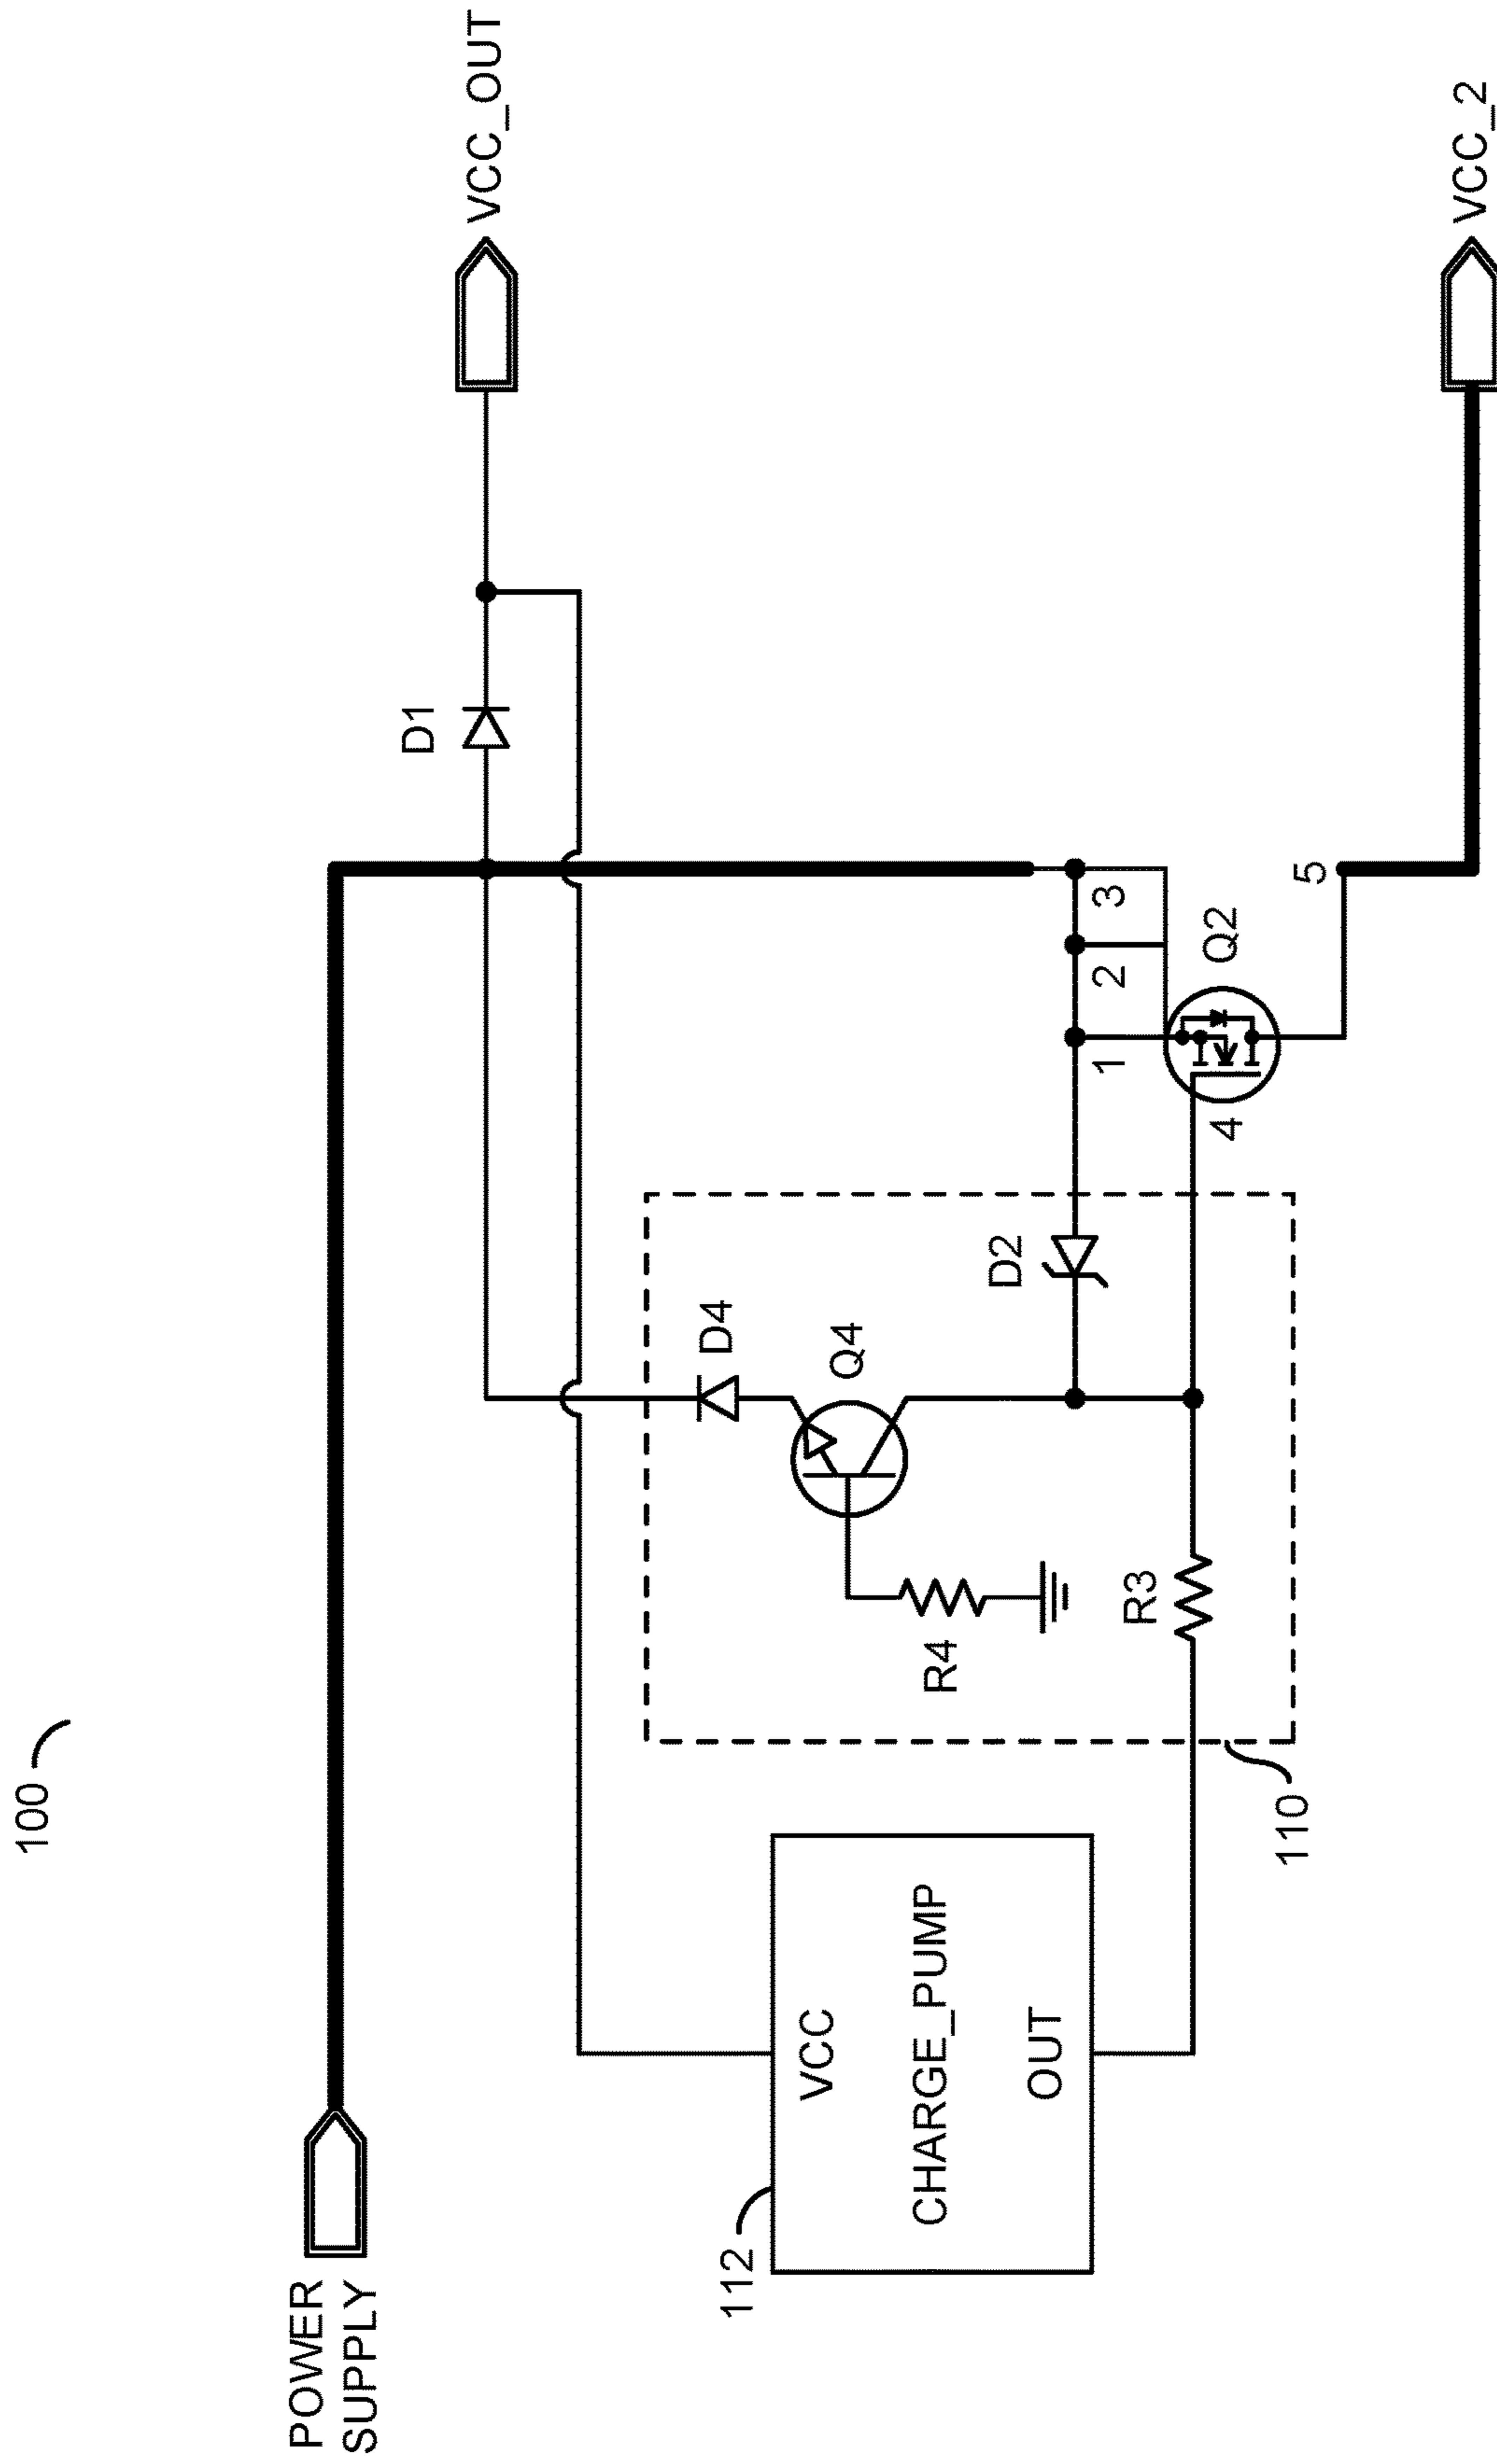 100
POWER
SUPPLY
VCC_OUT
D1
112
VCC
CHARGE_PUMP
OUT
D4
Q4
R4
D2
R3
110
1
2
3
4
Q2
5
VCC_2